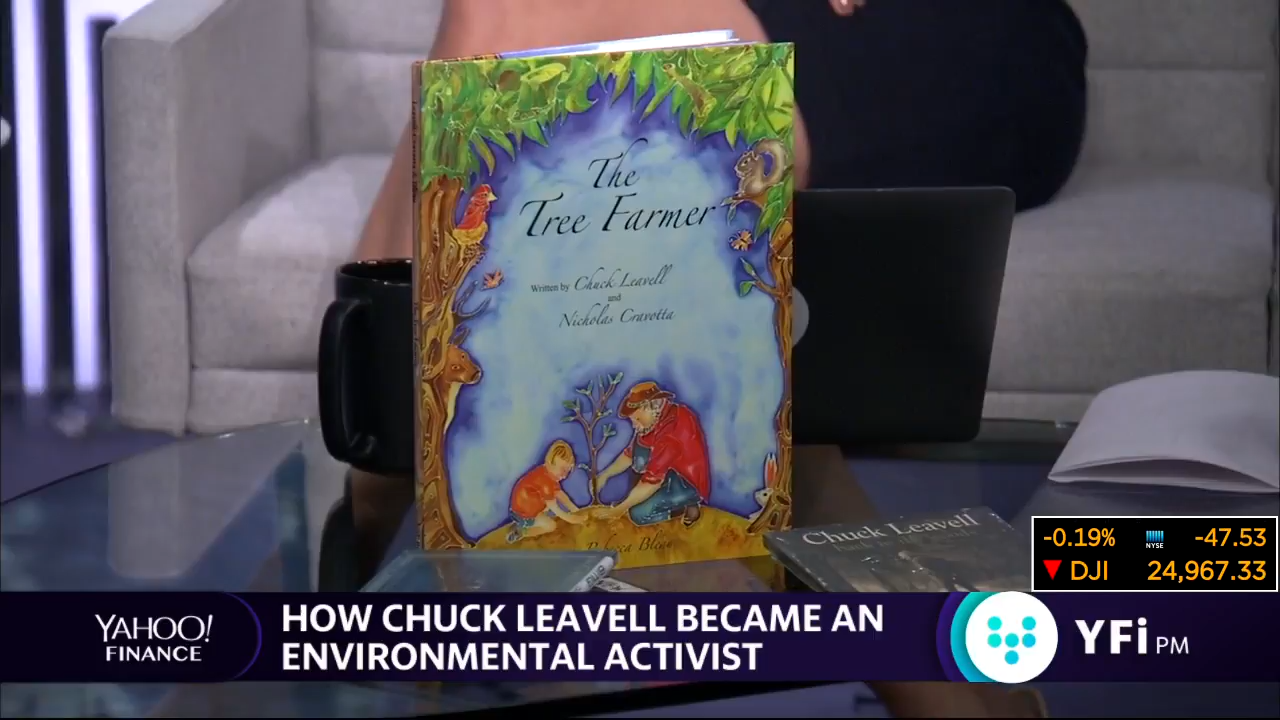 The
Tree Farmer
Written by Chuck Leavell
and
Nicholas Cravotta
Chuck Leavell
-0.19% NYSE -47.53
DJI 24,967.33
YAHOO!
FINANCE
HOW CHUCK LEAVELL BECAME AN
ENVIRONMENTAL ACTIVIST
YFi PM